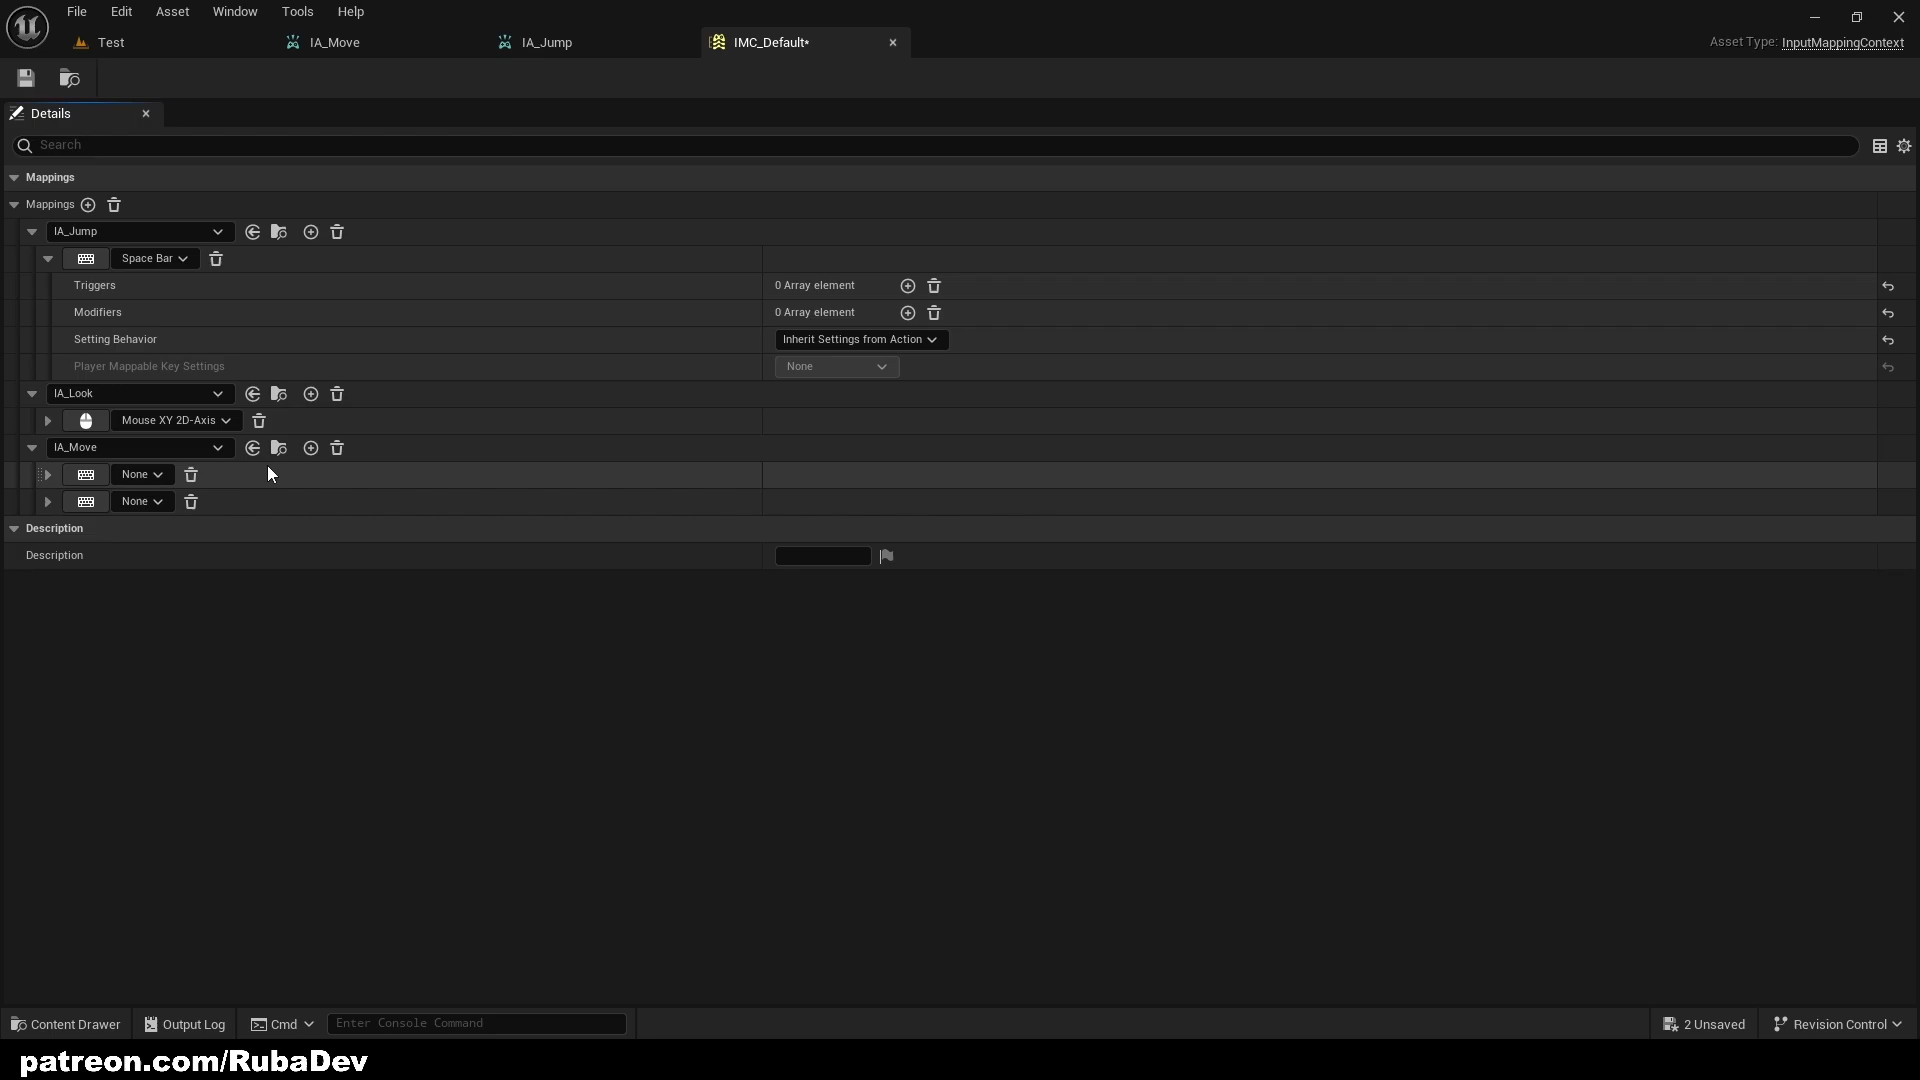 File Edit Asset Window Tools Help
Test IA_Move IA_Jump IMC_Default* Asset Type: InputMappingContext
Details
Search
Mappings
Mappings
IA_Jump
Space Bar
Triggers 0 Array element
Modifiers 0 Array element
Setting Behavior Inherit Settings from Action
Player Mappable Key Settings None
IA_Look
Mouse XY 2D-Axis
IA_Move
None
None
Description
Description
Content Drawer Output Log Cmd Enter Console Command 2 Unsaved Revision Control
patreon.com/RubaDev